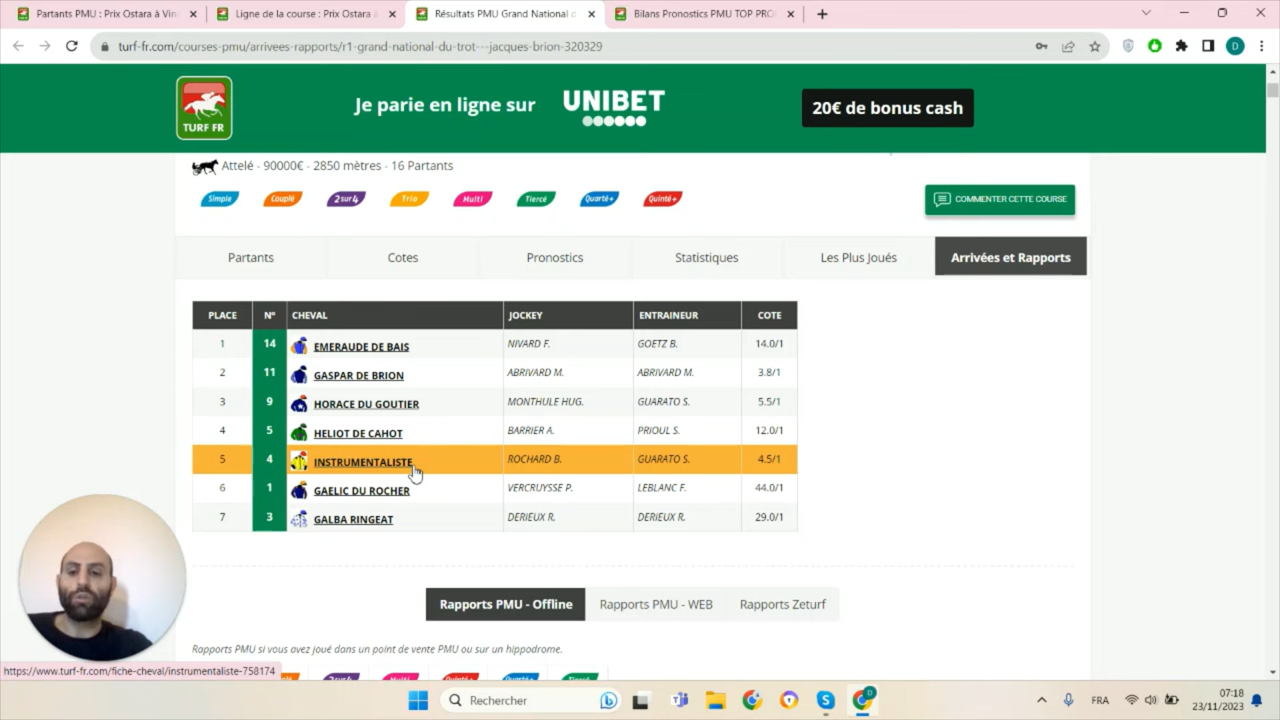 Partants PMU : Prix Ostara à Vin
Ligne de la course : Prix Ostara à
Résultats PMU Grand National d
Bilans Pronostics PMU TOP PRO
turf-fr.com/courses-pmu/arrivees-rapports/r1-grand-national-du-trot---jacques-brion-320329
D
TURF FR
Je parie en ligne sur
UNIBET
20€ de bonus cash
Attelé - 90000€ - 2850 mètres - 16 Partants
Simple Couplé 2sur4 Trio Multi Tiercé Quarté+ Quinté+
COMMENTER CETTE COURSE
Partants Cotes Pronostics Statistiques Les Plus Joués Arrivées et Rapports
PLACE N° CHEVAL JOCKEY ENTRAINEUR COTE
1 14 EMERAUDE DE BAIS NIVARD F. GOETZ B. 14.0/1
2 11 GASPAR DE BRION ABRIVARD M. ABRIVARD M. 3.8/1
3 9 HORACE DU GOUTIER MONTHULE HUG. GUARATO S. 5.5/1
4 5 HELIOT DE CAHOT BARRIER A. PRIOUL S. 12.0/1
5 4 INSTRUMENTALISTE ROCHARD B. GUARATO S. 4.5/1
6 1 GAELIC DU ROCHER VERCRUYSSE P. LEBLANC F. 44.0/1
7 3 GALBA RINGEAT DERIEUX R. DERIEUX R. 29.0/1
Rapports PMU - Offline Rapports PMU - WEB Rapports Zeturf
Rapports PMU si vous avez joué dans un point de vente PMU ou sur un hippodrome.
https://www.turf-fr.com/fiche-cheval/instrumentaliste-758174
Rechercher
FRA
07:18
23/11/2023